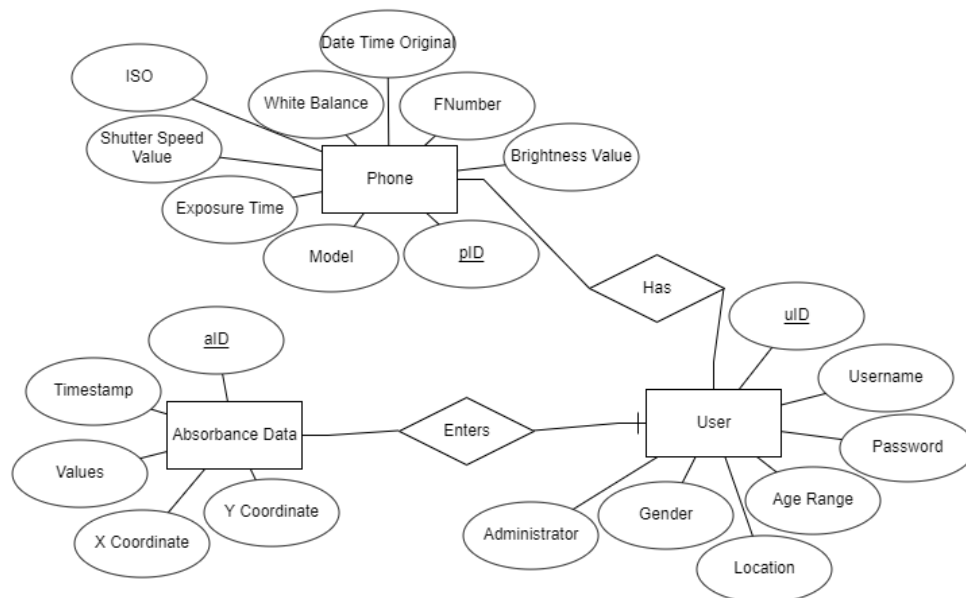 Date Time Original
ISO
White Balance
FNumber
Shutter Speed
Value
Brightness Value
Phone
Exposure Time
Model
pID
Has
uID
aID
Timestamp
Username
Absorbance Data
Enters
User
Password
Values
Age Range
Y Coordinate
Gender
X Coordinate
Administrator
Location